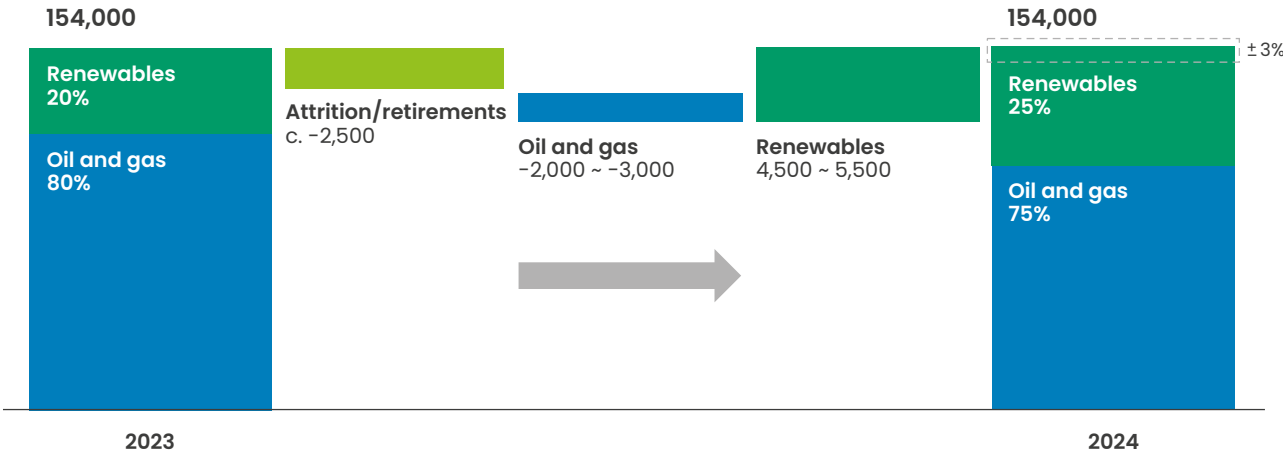 154,000
Renewables
20%
Oil and gas
80%
Attrition/retirements
c. -2,500
Oil and gas
-2,000 ~ -3,000
Renewables
4,500 ~ 5,500
154,000
± 3%
Renewables
25%
Oil and gas
75%
2023
2024